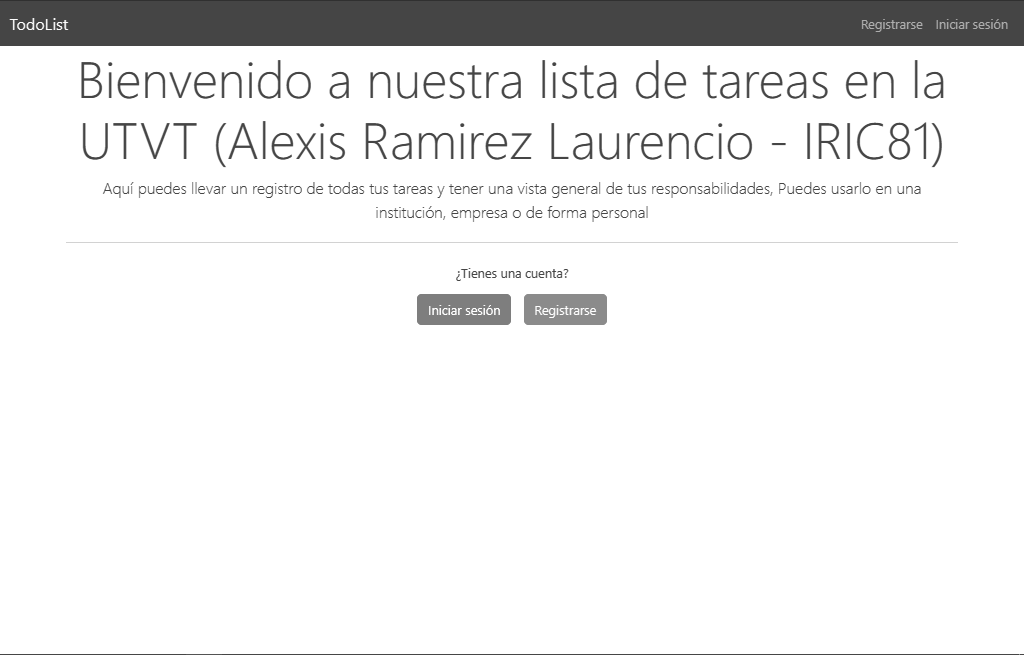 TodoList
Registrarse Iniciar sesión
Bienvenido a nuestra lista de tareas en la
UTVT (Alexis Ramirez Laurencio - IRIC81)
Aquí puedes llevar un registro de todas tus tareas y tener una vista general de tus responsabilidades, Puedes usarlo en una
institución, empresa o de forma personal
¿Tienes una cuenta?
Iniciar sesión Registrarse